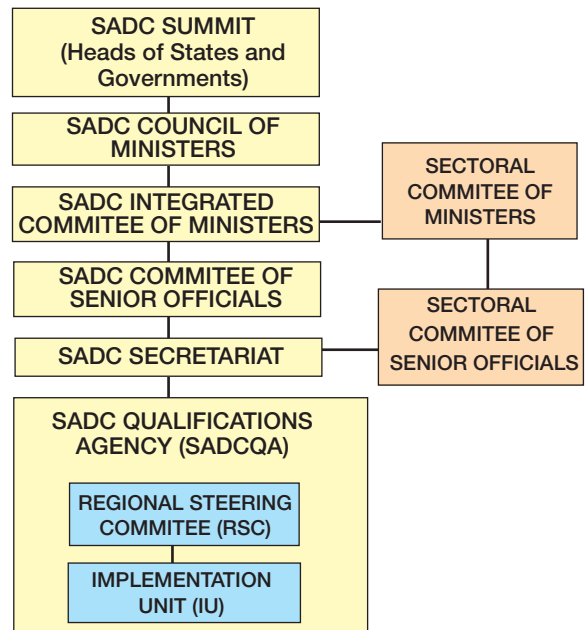 SADC SUMMIT
(Heads of States and
Governments)
SADC COUNCIL OF
MINISTERS
SADC INTEGRATED
COMMITEE OF MINISTERS
SECTORAL
COMMITEE OF
MINISTERS
SADC COMMITEE OF
SENIOR OFFICIALS
SECTORAL
COMMITEE OF
SENIOR OFFICIALS
SADC SECRETARIAT
SADC QUALIFICATIONS
AGENCY (SADCQA)
REGIONAL STEERING
COMMITEE (RSC)
IMPLEMENTATION
UNIT (IU)